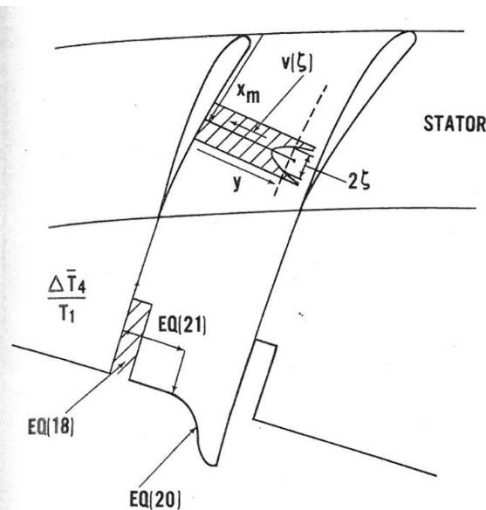 v(ζ)
x_m
STATOR
2ζ
y
ΔT̄₄
T₁
EQ(21)
EQ(18)
EQ(20)